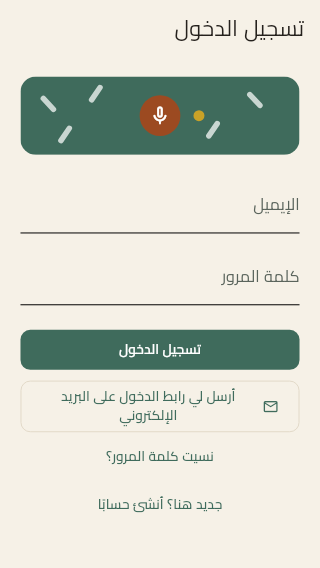 تسجيل الدخول
الإيميل
كلمة المرور
تسجيل الدخول
أرسل لي رابط الدخول على البريد
الإلكتروني
نسيت كلمة المرور؟
جديد هنا؟ أنشئ حسابًا